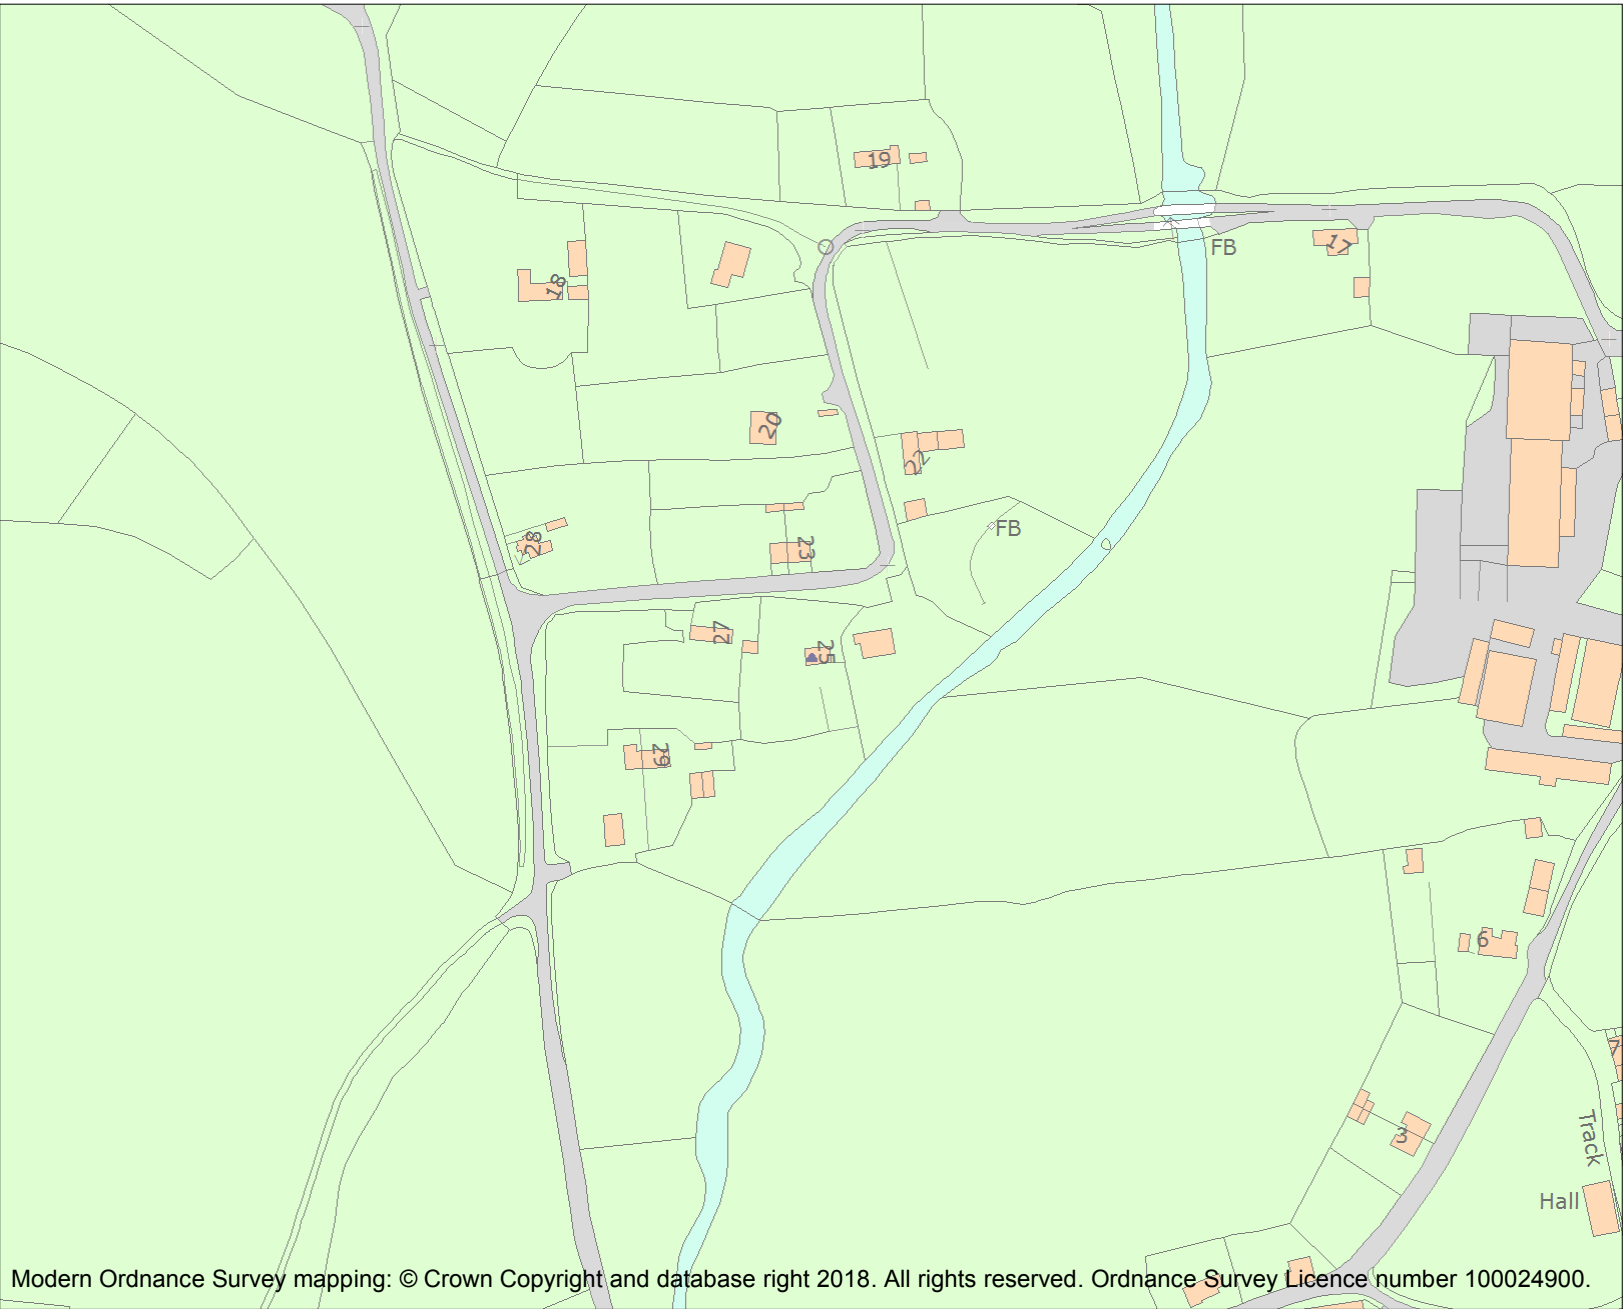 19
FB
17
18
20
22
FB
28
23
27
25
29
6
7
3
Track
Hall
Modern Ordnance Survey mapping: © Crown Copyright and database right 2018. All rights reserved. Ordnance Survey Licence number 100024900.